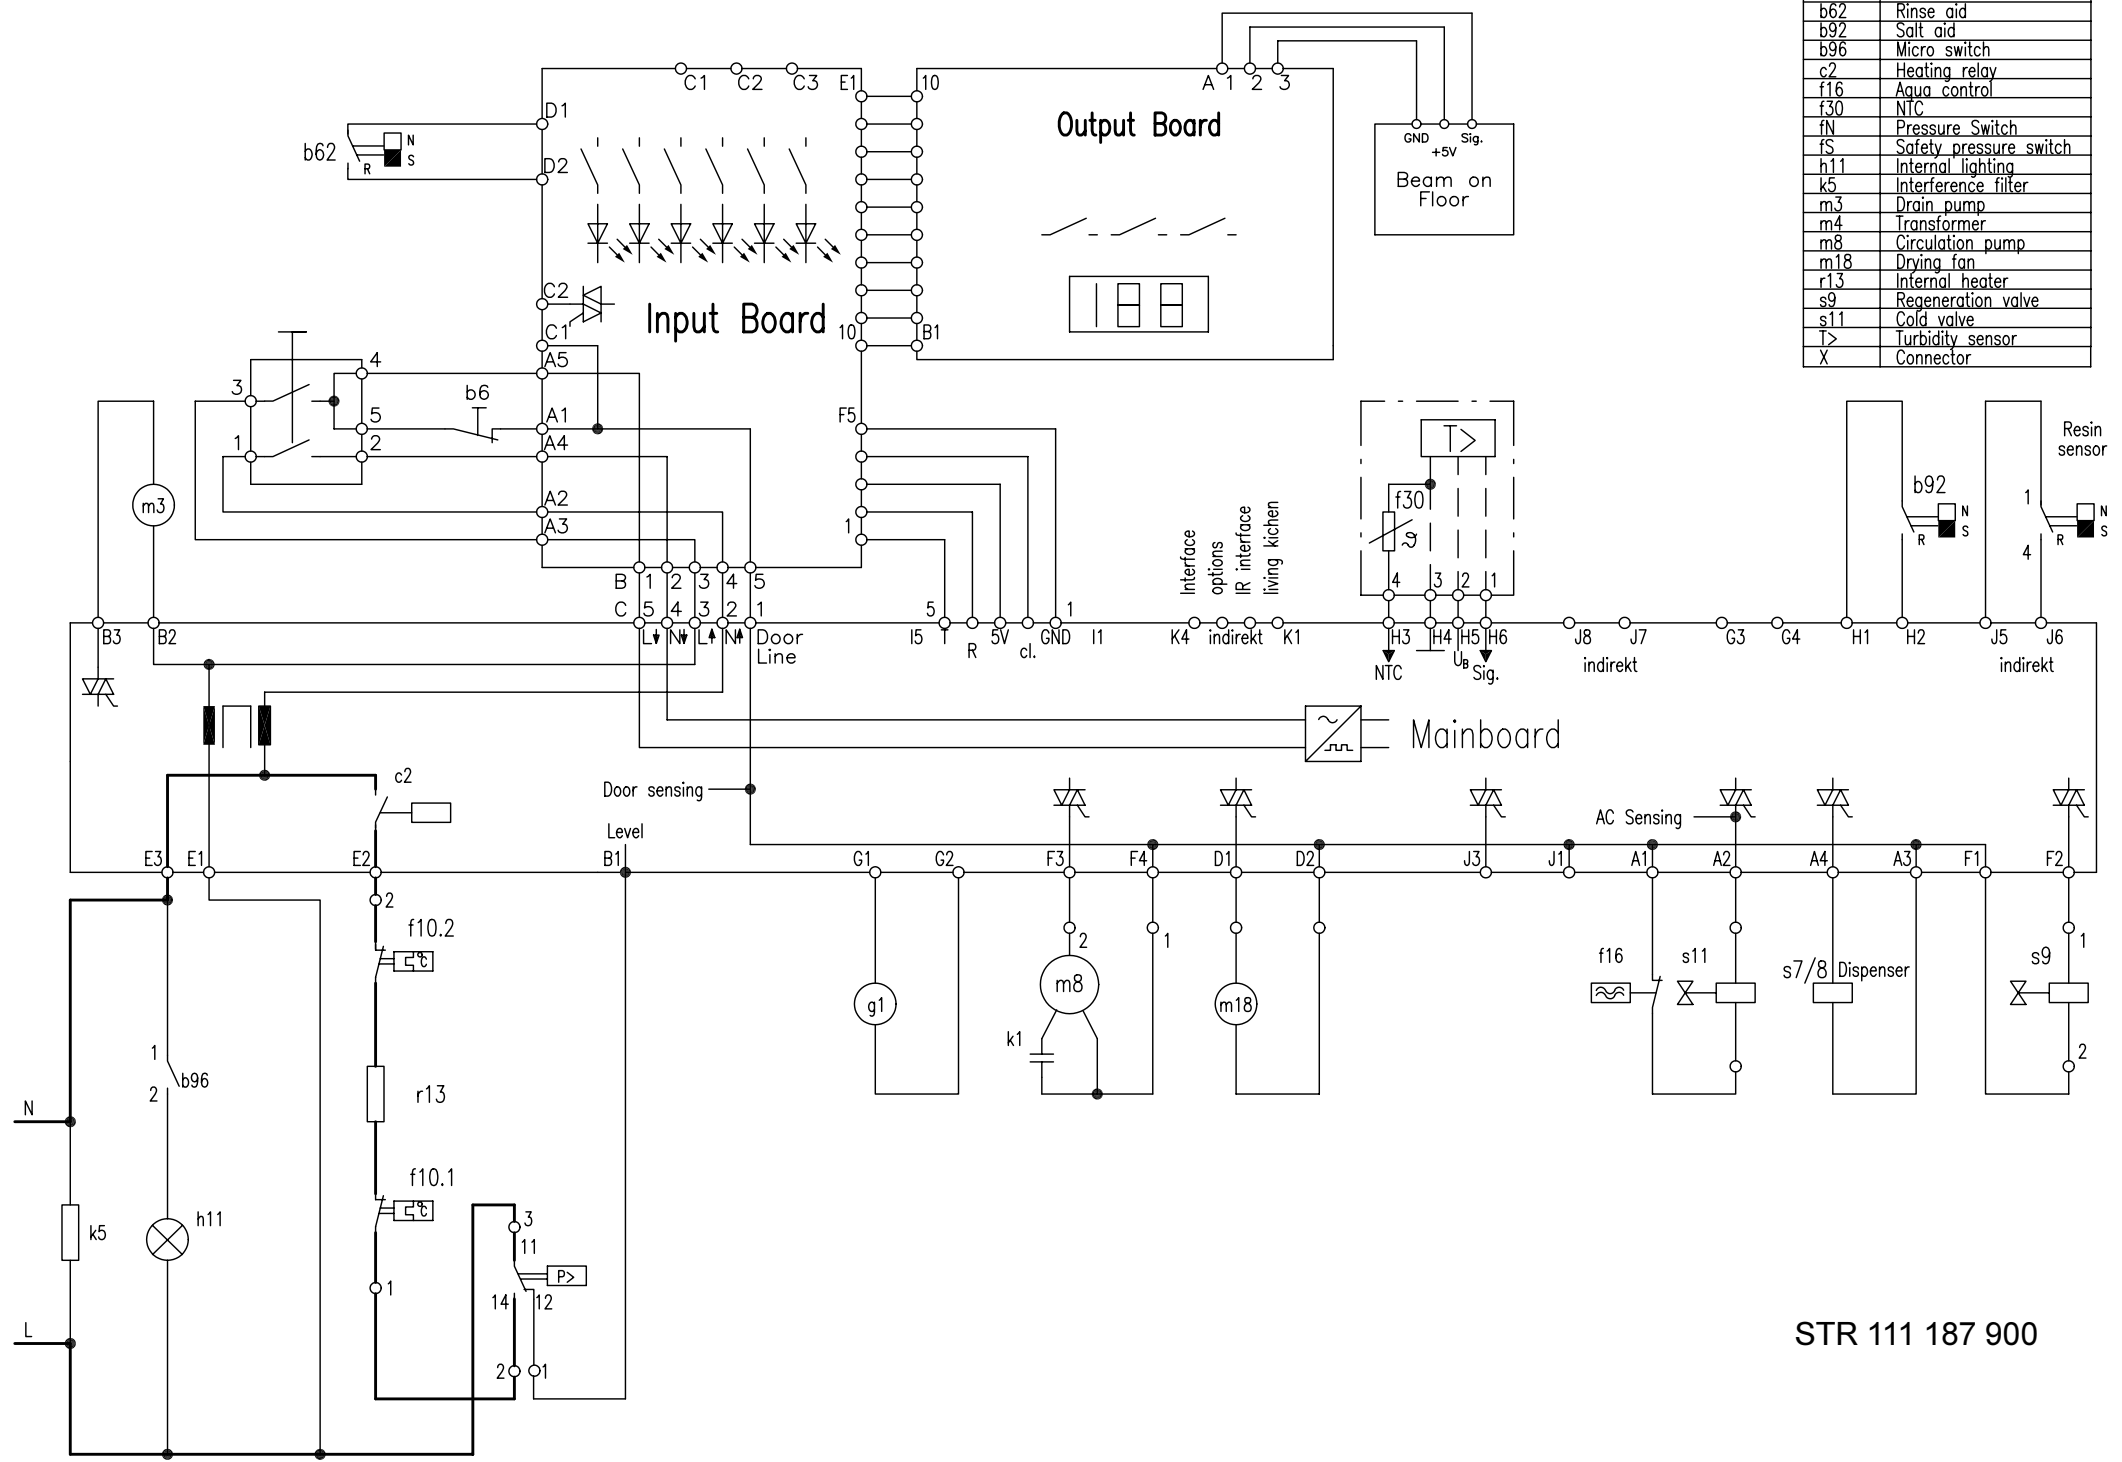 b62 Rinse aid
b92 Salt aid
b96 Micro switch
c2 Heating relay
f16 Aqua control
f30 NTC
fN Pressure Switch
fS Safety pressure switch
h11 Internal lighting
k5 Interference filter
m3 Drain pump
m4 Transformer
m8 Circulation pump
m18 Drying fan
r13 Internal heater
s9 Regeneration valve
s11 Cold valve
T> Turbidity sensor
X Connector
C1 C2 C3 E1 10 A 1 2 3
D1
Output Board
GND +5V Sig.
Beam on
Floor
b62 N S R
D2
C2
Input Board
C1 10 B1
A5
4
3 b6
5 A1 F5
1 2 A4
A2
A3 1
m3
T>
f30
ϑ
Interface
options
IR interface
living kichen
4 3 2 1
b92 N S R
Resin
sensor
1 N S R
4
B 1 2 3 4 5
C 5 4 3 2 1 5 1
B3 B2 L N L N Door
Line
I5 T R 5V cl. GND I1 K4 indirekt K1 H3 H4 H5 H6 J8 J7 G3 G4 H1 H2 J5 J6
NTC UB Sig. indirekt indirekt
Mainboard
c2
Door sensing
Level
AC Sensing
E3 E1 E2 B1 G1 G2 F3 F4 D1 D2 J3 J1 A1 A2 A4 A3 F1 F2
2
f10.2
°C
2 1 1
f16 s11 s7/8 Dispenser s9
g1 m8 m18
k1
2
1
b96
2
r13
N
f10.1
°C
k5 h11
3
11
P>
1 14 12
L
2 1
STR 111 187 900